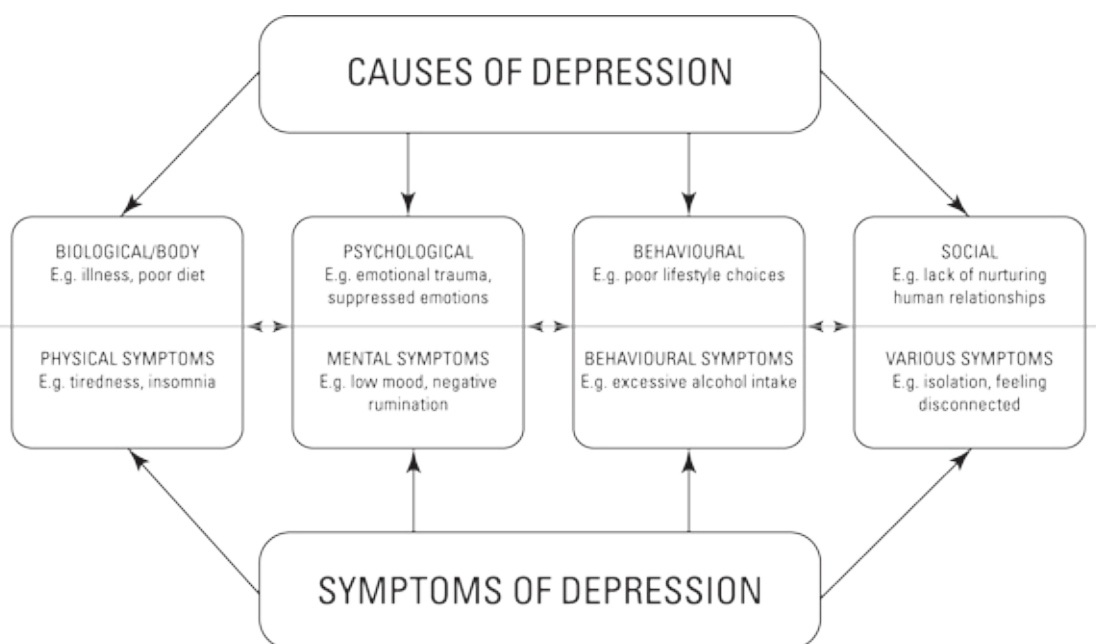 CAUSES OF DEPRESSION
BIOLOGICAL/BODY
E.g. illness, poor diet
PSYCHOLOGICAL
E.g. emotional trauma,
suppressed emotions
BEHAVIOURAL
E.g. poor lifestyle choices
SOCIAL
E.g. lack of nurturing
human relationships
PHYSICAL SYMPTOMS
E.g. tiredness, insomnia
MENTAL SYMPTOMS
E.g. low mood, negative
rumination
BEHAVIOURAL SYMPTOMS
E.g. excessive alcohol intake
VARIOUS SYMPTOMS
E.g. isolation, feeling
disconnected
SYMPTOMS OF DEPRESSION